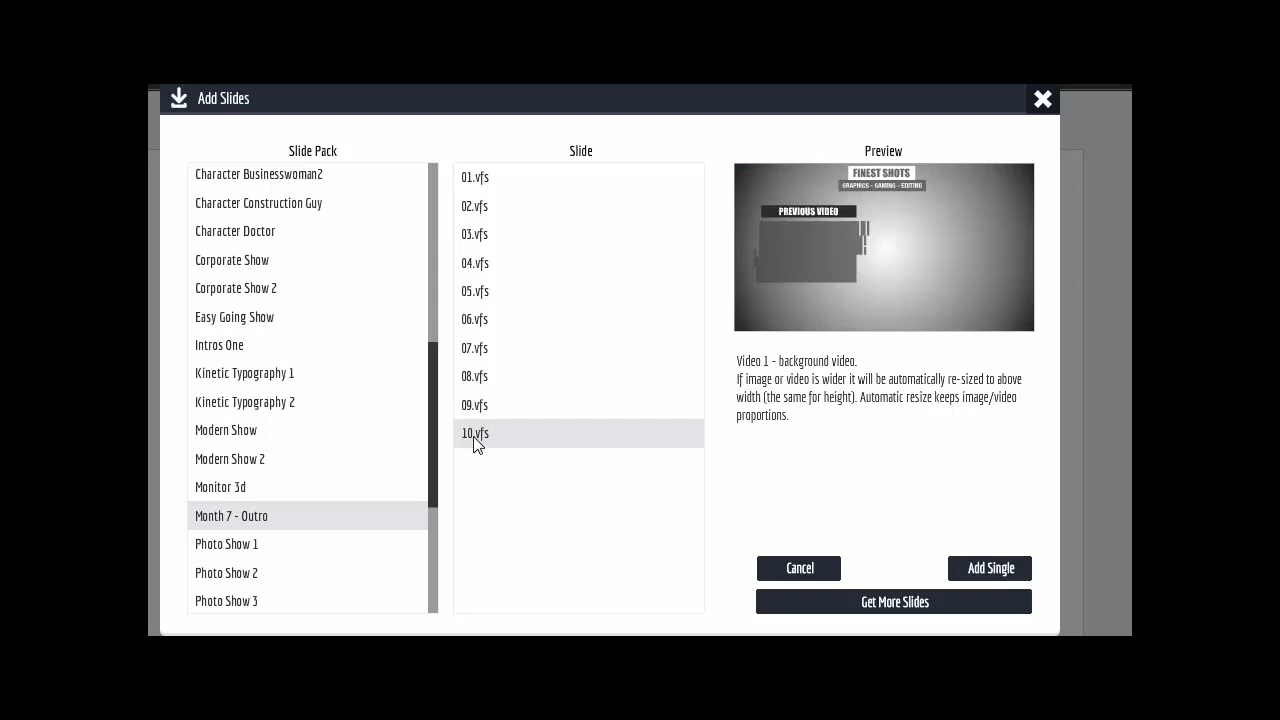 Add Slides
Slide Pack
Character Businesswoman2
Character Construction Guy
Character Doctor
Corporate Show
Corporate Show 2
Easy Going Show
Intros One
Kinetic Typography 1
Kinetic Typography 2
Modern Show
Modern Show 2
Monitor 3d
Month 7 - Outro
Photo Show 1
Photo Show 2
Photo Show 3
Slide
01.vfs
02.vfs
03.vfs
04.vfs
05.vfs
06.vfs
07.vfs
08.vfs
09.vfs
10.vfs
Preview
FINEST SHOTS
GRAPHICS - GAMING - EDITING
PREVIOUS VIDEO
Video 1 - background video.
If image or video is wider it will be automatically re-sized to above
width (the same for height). Automatic resize keeps image/video
proportions.
Cancel
Add Single
Get More Slides